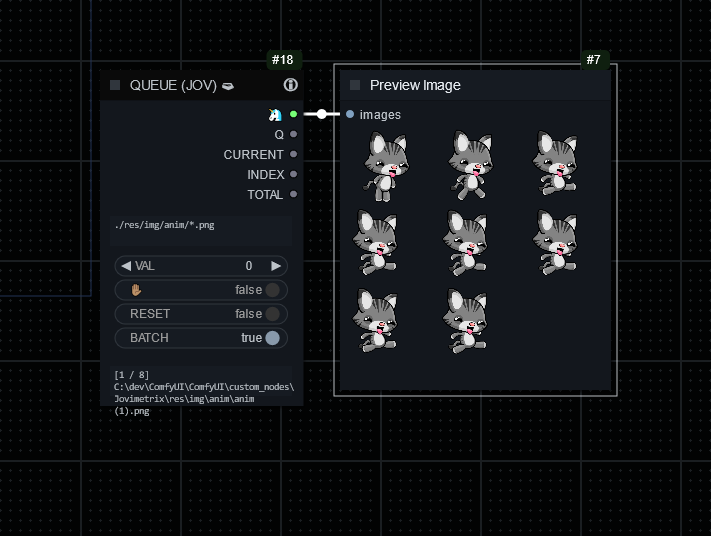 #18
QUEUE (JOV)
Q
CURRENT
INDEX
TOTAL
./res/img/anim/*.png
VAL 0
false
RESET false
BATCH true
[1 / 8]
C:\dev\ComfyUI\ComfyUI\custom_nodes\
Jovimetrix\res\img\anim\anim
(1).png
#7
Preview Image
images